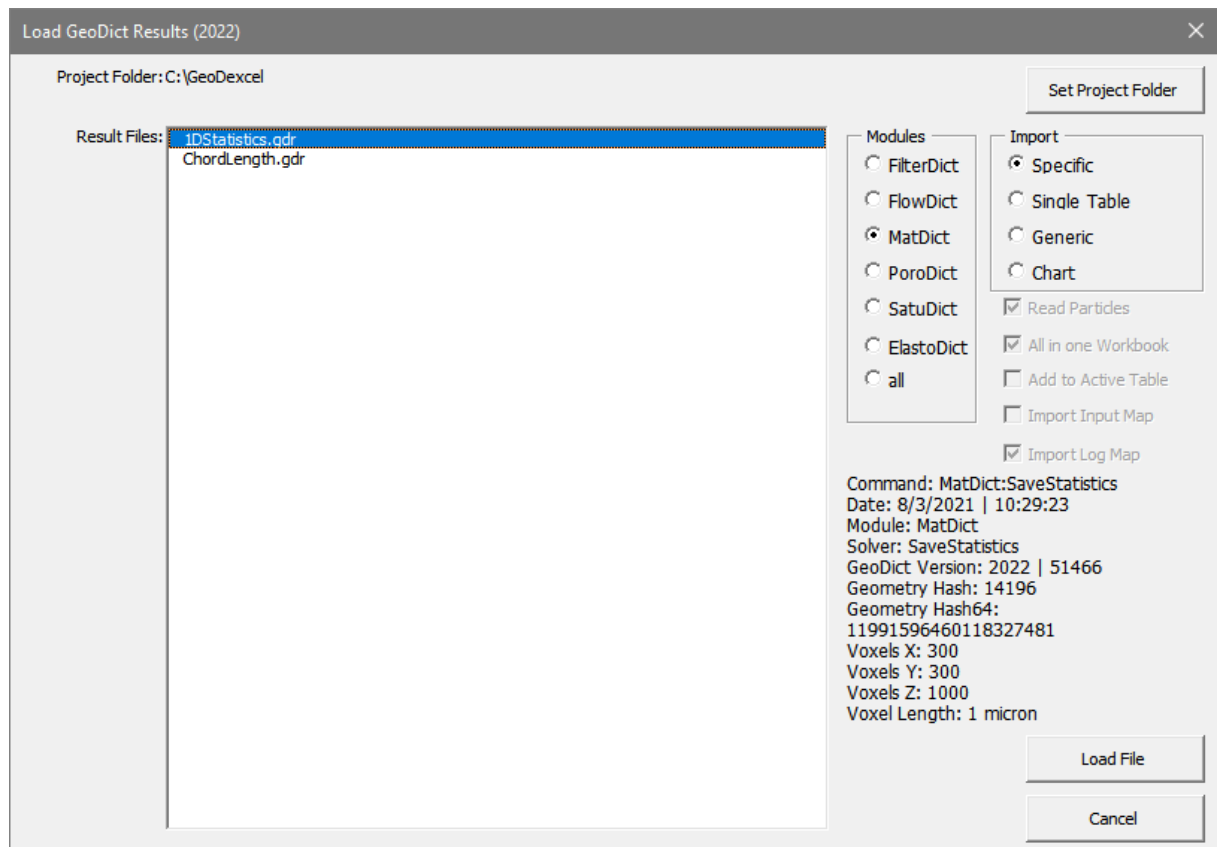 Load GeoDict Results (2022)
Project Folder: C:\GeoDexcel
Set Project Folder
Result Files:
1DStatistics.gdr
ChordLength.gdr
Modules
FilterDict
FlowDict
MatDict
PoroDict
SatuDict
ElastoDict
all
Import
Specific
Single Table
Generic
Chart
Read Particles
All in one Workbook
Add to Active Table
Import Input Map
Import Log Map
Command: MatDict:SaveStatistics
Date: 8/3/2021 | 10:29:23
Module: MatDict
Solver: SaveStatistics
GeoDict Version: 2022 | 51466
Geometry Hash: 14196
Geometry Hash64:
11991596460118327481
Voxels X: 300
Voxels Y: 300
Voxels Z: 1000
Voxel Length: 1 micron
Load File
Cancel